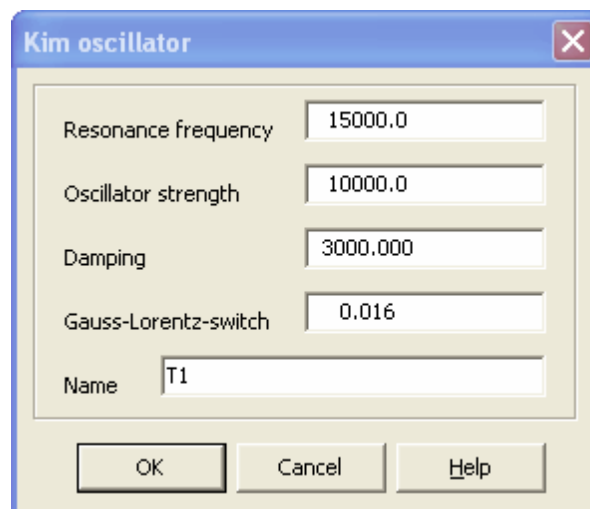 Kim oscillator
Resonance frequency 15000.0
Oscillator strength 10000.0
Damping 3000.000
Gauss-Lorentz-switch 0.016
Name T1
OK Cancel Help